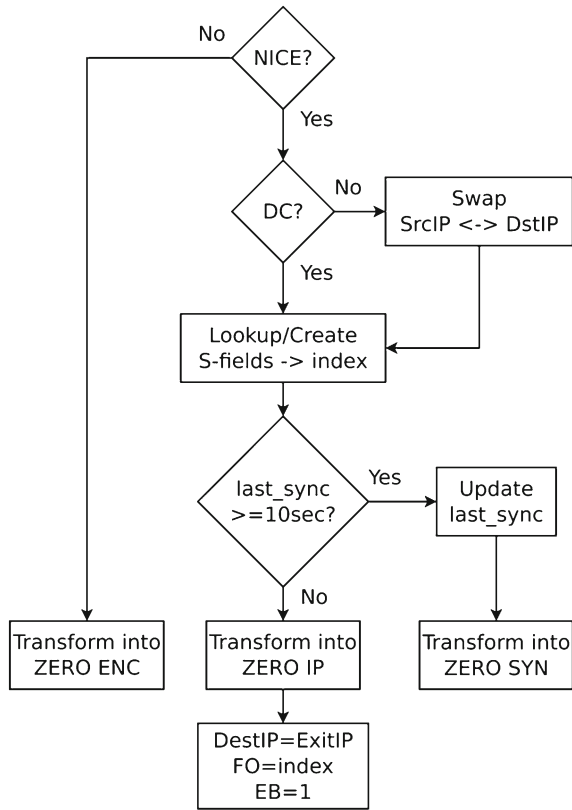 No
NICE?
Yes
DC?
No
Swap
SrcIP <-> DstIP
Yes
Lookup/Create
S-fields -> index
last_sync
>=10sec?
Yes
Update
last_sync
No
Transform into
ZERO ENC
Transform into
ZERO IP
Transform into
ZERO SYN
DestIP=ExitIP
FO=index
EB=1